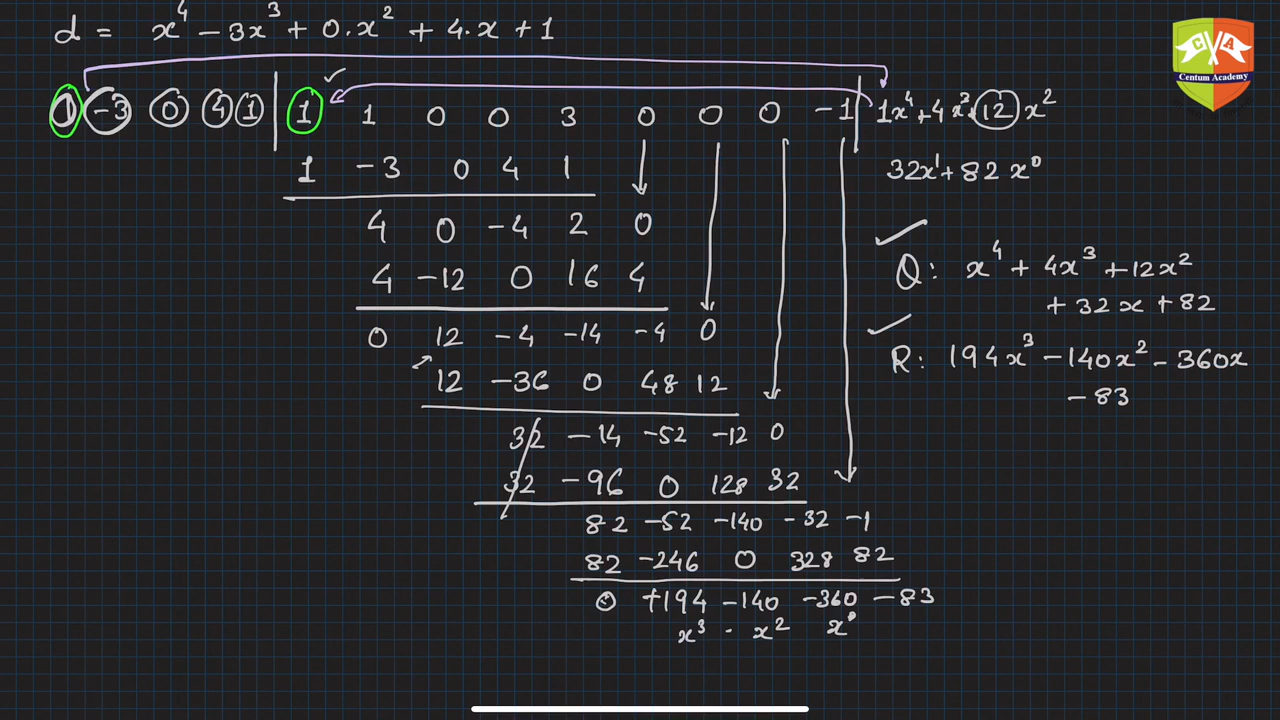 d = x⁴ - 3x³ + 0.x² + 4.x + 1
C A
Centum Academy
1 -3 0 4 1 | 1 1 0 0 3 0 0 0 -1 | 1x⁴+4x³+12x²
1 -3 0 4 1
32x¹+82x⁰
4 0 -4 2 0
4 -12 0 16 4
Q: x⁴ + 4x³ + 12x²
+ 32x + 82
0 12 -4 -14 -4 0
R: 194x³ - 140x² - 360x
- 83
12 -36 0 48 12
32 -14 -52 -12 0
32 -96 0 128 32
82 -52 -140 -32 -1
82 -246 0 328 82
0 +194 -140 -360 -83
x³ - x² x⁰